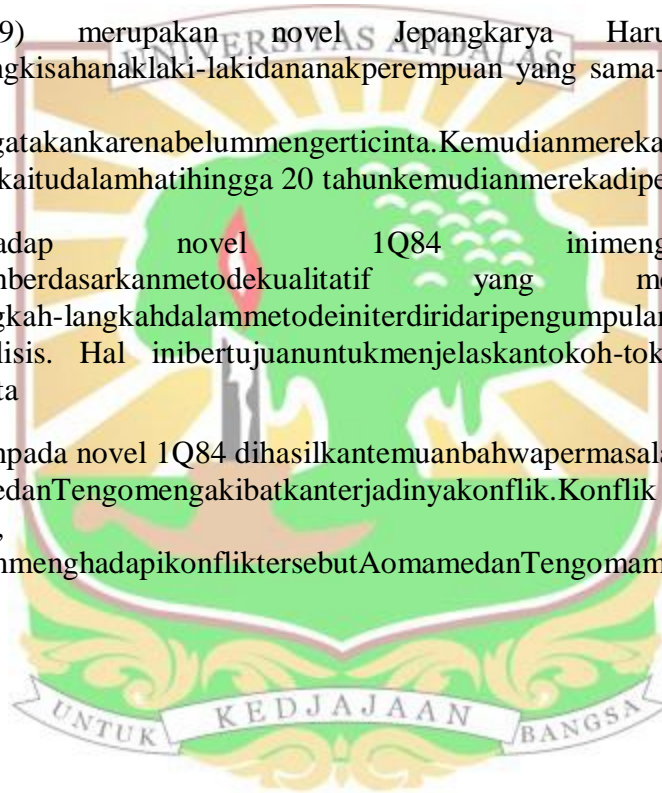 9) merupakan novel Jepangkarya Haru
UNIVERSITAS ANDALAS
ngkisahanaklaki-lakidananakperempuan yang sama-
gatakankarenabelummengerticinta.Kemudianmereka
kaitudalamhatihingga 20 tahunkemudianmerekadipe
adap novel 1Q84 inimeng
nberdasarkanmetodekualitatif yang me
gkah-langkahdalammetodeiniterdiridaripengumpulan
lisis. Hal inibertujuanuntukmenjelaskantokoh-tok
ta
npada novel 1Q84 dihasilkantemuanbahwapermasala
edanTengomengakibatkanterjadinyakonflik.Konflik
,
nmenghadapikonfliktersebutAomamedanTengomam
UNTUK KEDJAJAAN BANGSA